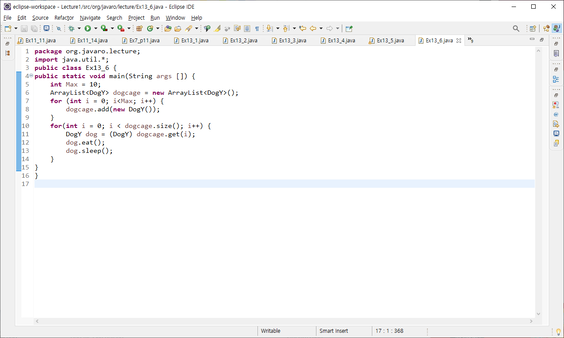 eclipse-workspace - Lecture1/src/org/javaro/lecture/Ex13_6.java - Eclipse IDE
File Edit Source Refactor Navigate Search Project Run Window Help
Ex11_11.java Ex11_14.java Ex7_p11.java Ex13_1.java Ex13_2.java Ex13_3.java Ex13_4.java Ex13_5.java Ex13_6.java
1 package org.javaro.lecture;
2 import java.util.*;
3 public class Ex13_6 {
4 public static void main(String args []) {
5 int Max = 10;
6 ArrayList<DogY> dogcage = new ArrayList<DogY>();
7 for (int i = 0; i<Max; i++) {
8 dogcage.add(new DogY());
9 }
10 for(int i = 0; i < dogcage.size(); i++) {
11 DogY dog = (DogY) dogcage.get(i);
12 dog.eat();
13 dog.sleep();
14 }
15 }
16 }
17
Writable Smart Insert 17 : 1 : 368